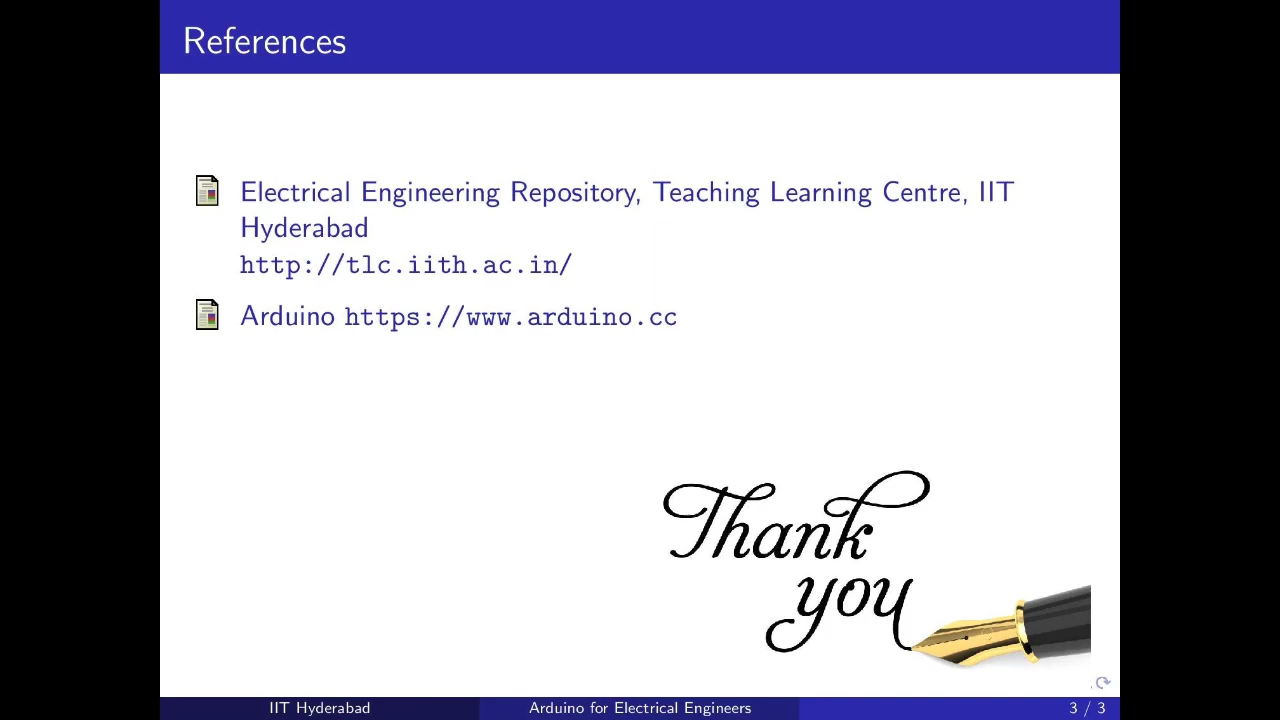 References
Electrical Engineering Repository, Teaching Learning Centre, IIT
Hyderabad
http://tlc.iith.ac.in/
Arduino https://www.arduino.cc
Thank
you
IIT Hyderabad
Arduino for Electrical Engineers
3 / 3